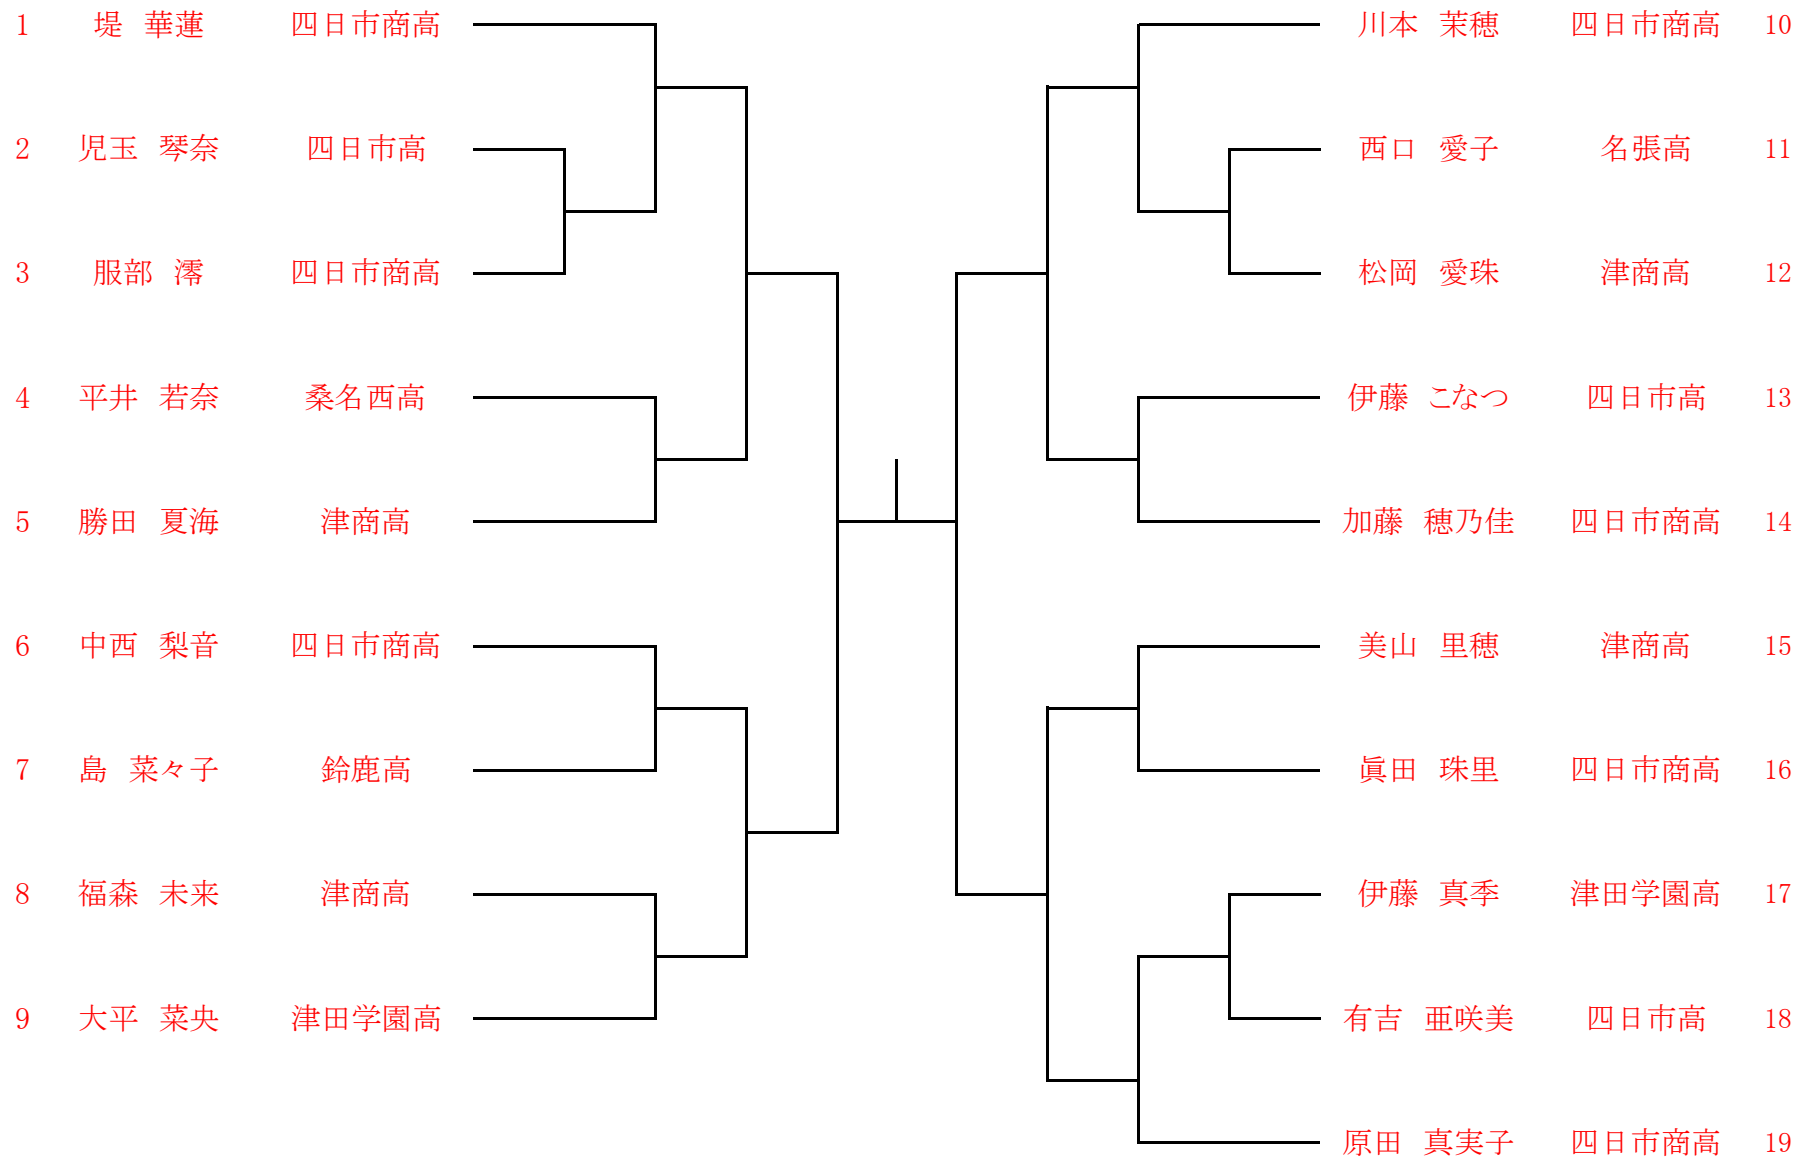 1 堤 華蓮 四日市商高
2 児玉 琴奈 四日市高
3 服部 澪 四日市商高
4 平井 若奈 桑名西高
5 勝田 夏海 津商高
6 中西 梨音 四日市商高
7 島 菜々子 鈴鹿高
8 福森 未来 津商高
9 大平 菜央 津田学園高
川本 茉穂 四日市商高 10
西口 愛子 名張高 11
松岡 愛珠 津商高 12
伊藤 こなつ 四日市高 13
加藤 穂乃佳 四日市商高 14
美山 里穂 津商高 15
眞田 珠里 四日市商高 16
伊藤 真季 津田学園高 17
有吉 亜咲美 四日市高 18
原田 真実子 四日市商高 19